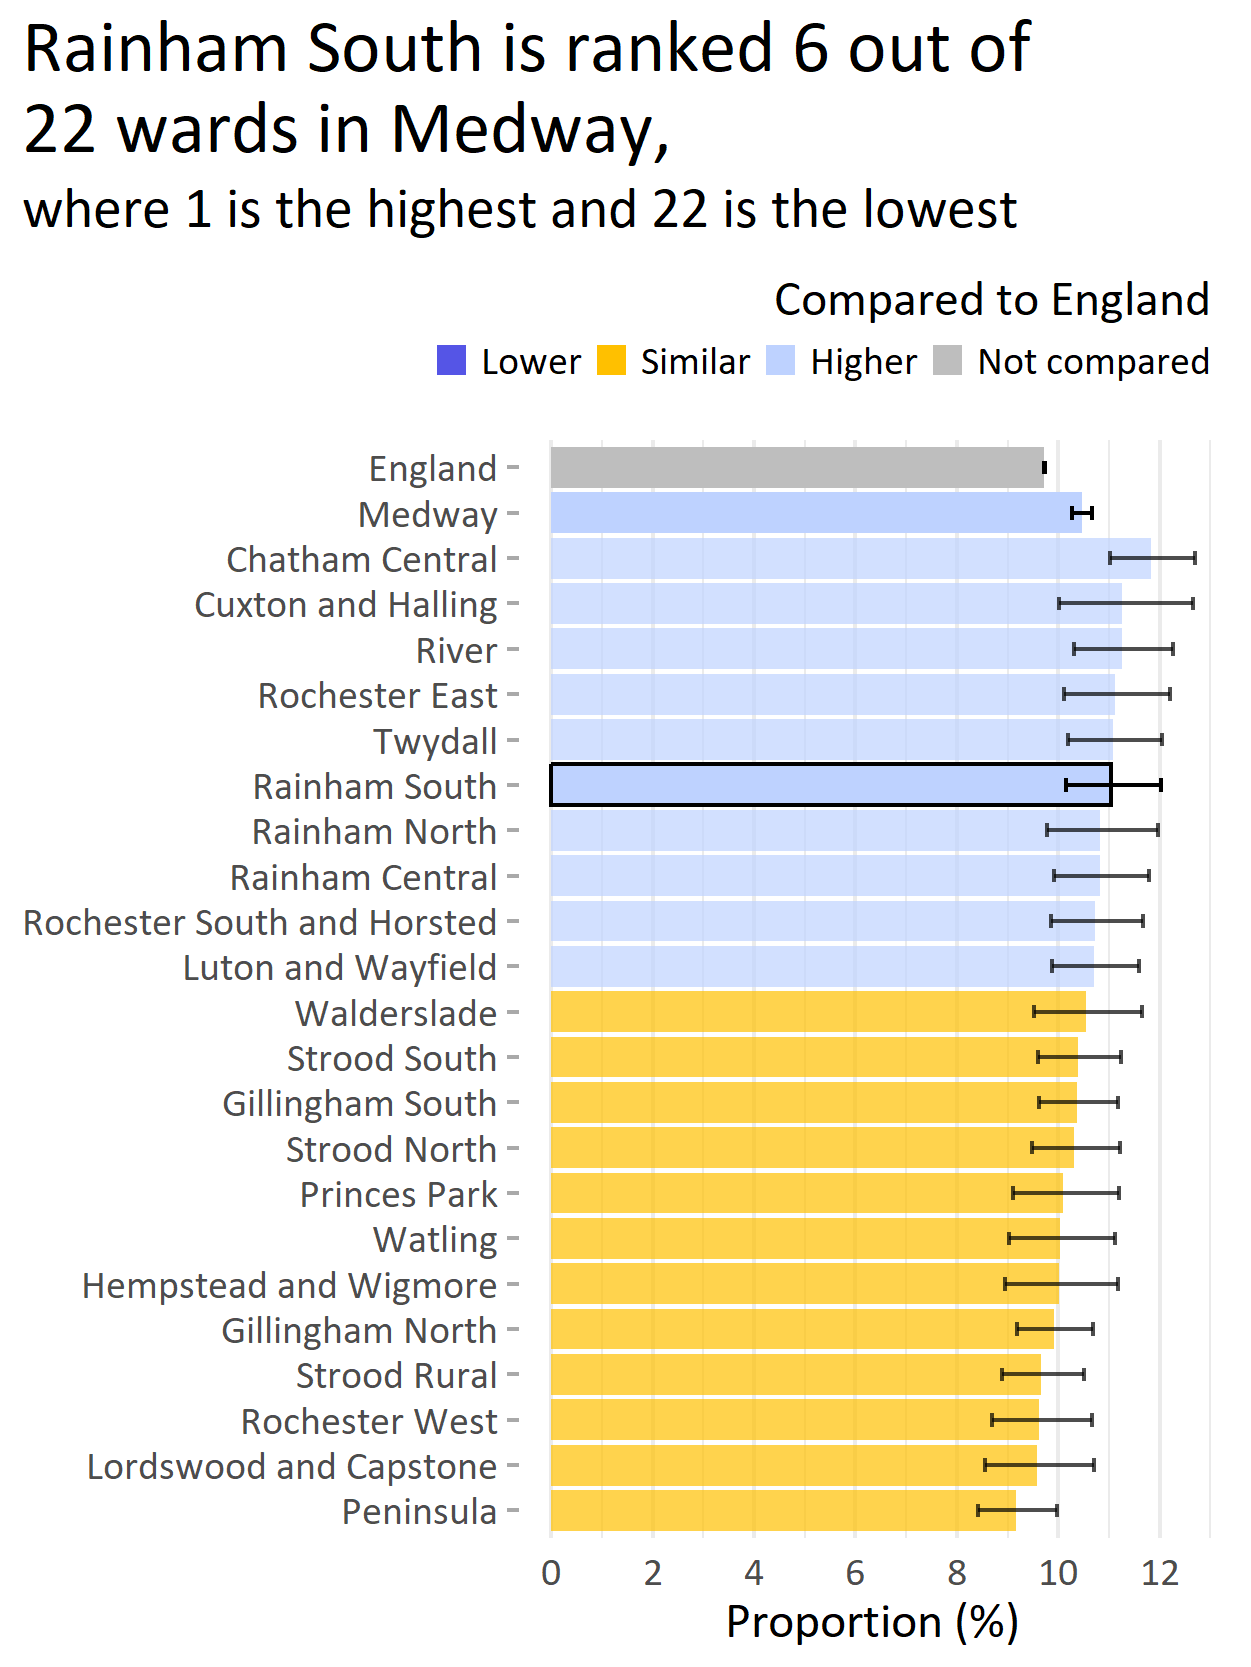 Rainham South is ranked 6 out of
22 wards in Medway,
where 1 is the highest and 22 is the lowest
Compared to England
Lower Similar Higher Not compared
England
Medway
Chatham Central
Cuxton and Halling
River
Rochester East
Twydall
Rainham South
Rainham North
Rainham Central
Rochester South and Horsted
Luton and Wayfield
Walderslade
Strood South
Gillingham South
Strood North
Princes Park
Watling
Hempstead and Wigmore
Gillingham North
Strood Rural
Rochester West
Lordswood and Capstone
Peninsula
0 2 4 6 8 10 12
Proportion (%)